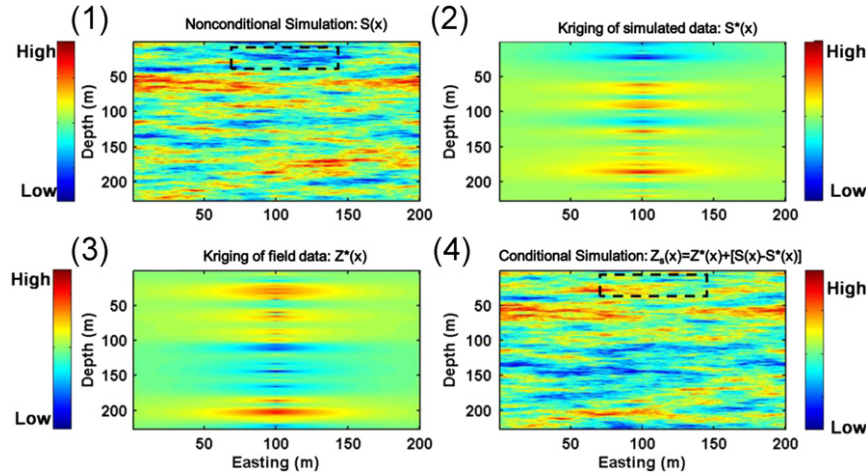 (1)
Nonconditional Simulation: S(x)
High
Low
Depth (m)
50
100
150
200
50
100
150
200
(2)
Kriging of simulated data: S*(x)
High
Low
Depth (m)
50
100
150
200
50
100
150
200
(3)
Kriging of field data: Z*(x)
High
Low
Depth (m)
50
100
150
200
50
100
150
200
Easting (m)
(4)
Conditional Simulation: Zs(x)=Z*(x)+[S(x)-S*(x)]
High
Low
Depth (m)
50
100
150
200
50
100
150
200
Easting (m)